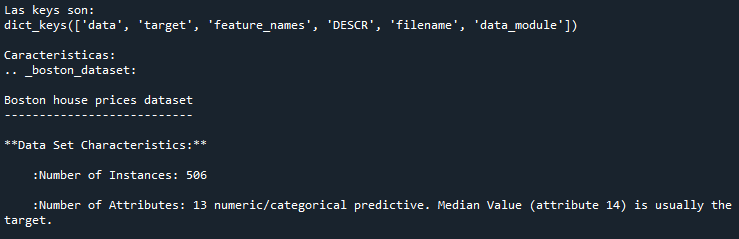 Las keys son:
dict_keys(['data', 'target', 'feature_names', 'DESCR', 'filename', 'data_module'])
Caracteristicas:
.. _boston_dataset:
Boston house prices dataset
---------------------------
**Data Set Characteristics:**
:Number of Instances: 506
:Number of Attributes: 13 numeric/categorical predictive. Median Value (attribute 14) is usually the
target.